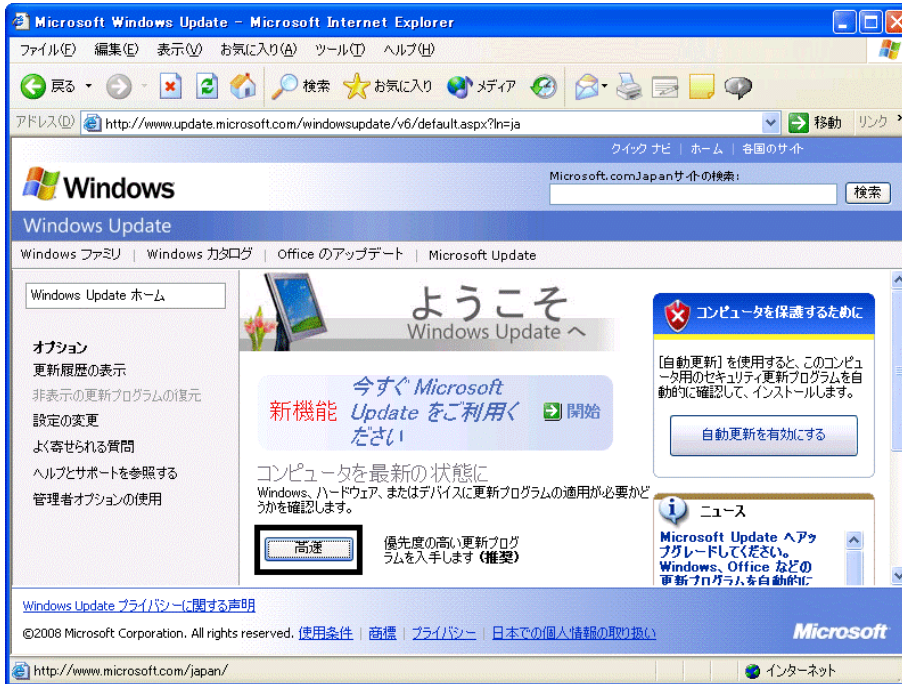 Microsoft Windows Update - Microsoft Internet Explorer
ファイル(F) 編集(E) 表示(V) お気に入り(A) ツール(T) ヘルプ(H)
戻る 検索 お気に入り メディア
アドレス(D) http://www.update.microsoft.com/windowsupdate/v6/default.aspx?ln=ja 移動 リンク
クイック ナビ | ホーム | 各国のサイト
Windows
Microsoft.comJapanサイトの検索:
検索
Windows Update
Windows ファミリ | Windows カタログ | Office のアップデート | Microsoft Update
Windows Update ホーム
オプション
更新履歴の表示
非表示の更新プログラムの復元
設定の変更
よく寄せられる質問
ヘルプとサポートを参照する
管理者オプションの使用
ようこそ
Windows Update へ
新機能
今すぐ Microsoft
Update をご利用く
ださい
開始
コンピュータを最新の状態に
Windows、ハードウェア、またはデバイスに更新プログラムの適用が必要かど
うかを確認します。
高速
優先度の高い更新プログ
ラムを入手します (推奨)
コンピュータを保護するために
[自動更新] を使用すると、このコンピュ
ータ用のセキュリティ更新プログラムを自
動的に確認して、インストールします。
自動更新を有効にする
ニュース
Microsoft Update へアッ
プグレードしてください。
Windows、Office などの
更新プログラムを自動的に
Windows Update プライバシーに関する声明
©2008 Microsoft Corporation. All rights reserved. 使用条件 | 商標 | プライバシー | 日本での個人情報の取り扱い
Microsoft
http://www.microsoft.com/japan/
インターネット